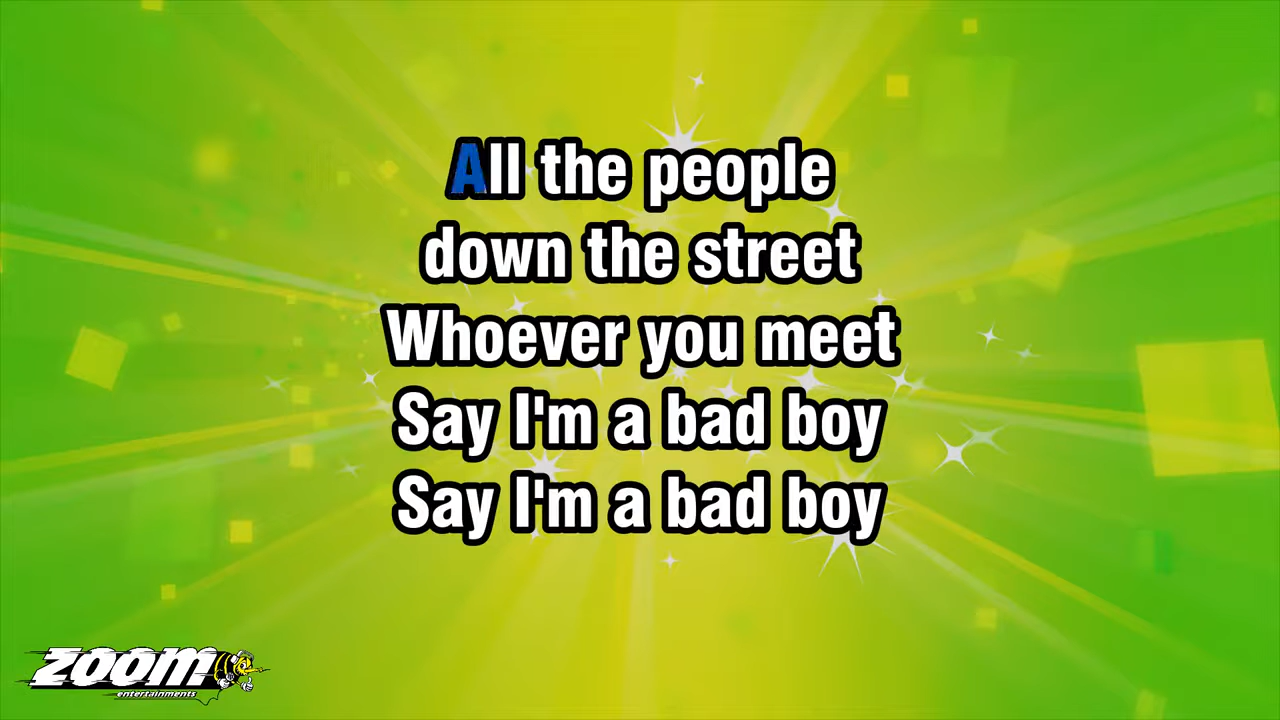 All the people
down the street
Whoever you meet
Say I'm a bad boy
Say I'm a bad boy
zoom
entertainments